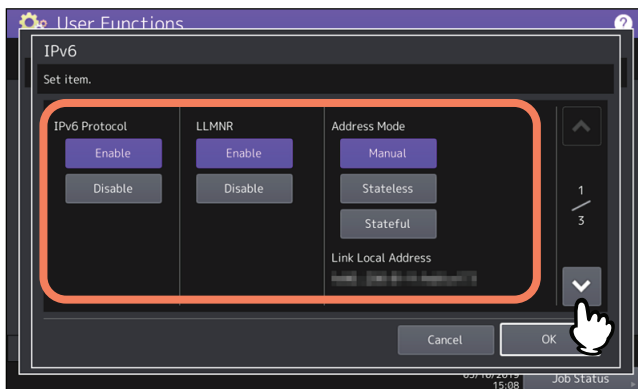 User Functions
?
IPv6
Set item.
IPv6 Protocol
Enable
Disable
LLMNR
Enable
Disable
Address Mode
Manual
Stateless
Stateful
Link Local Address
1
3
Cancel
OK
15:08
Job Status